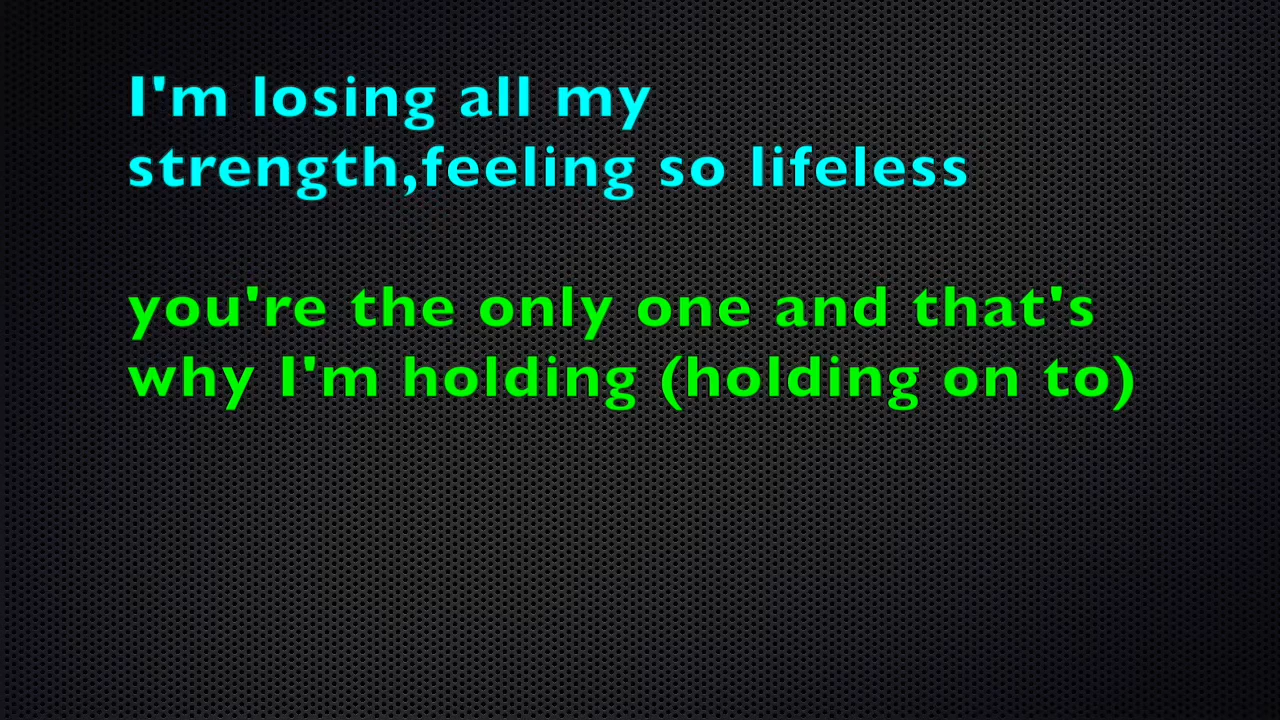 I'm losing all my
strength,feeling so lifeless
you're the only one and that's
why I'm holding (holding on to)